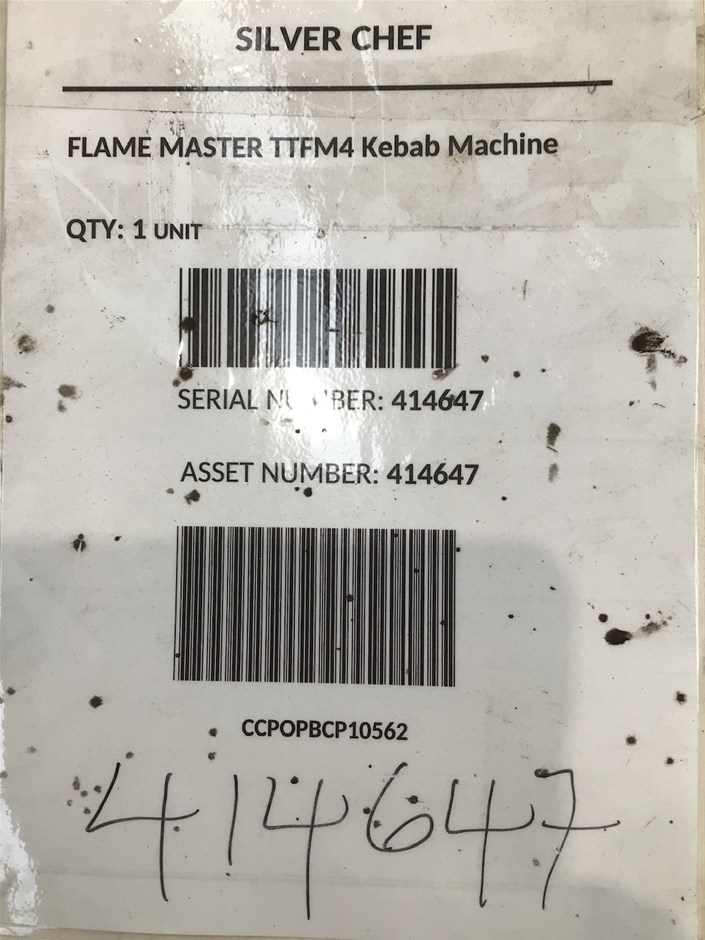 SILVER CHEF
FLAME MASTER TTFM4 Kebab Machine
QTY: 1 UNIT
SERIAL NUMBER: 414647
ASSET NUMBER: 414647
CCPOPBCP10562
414647